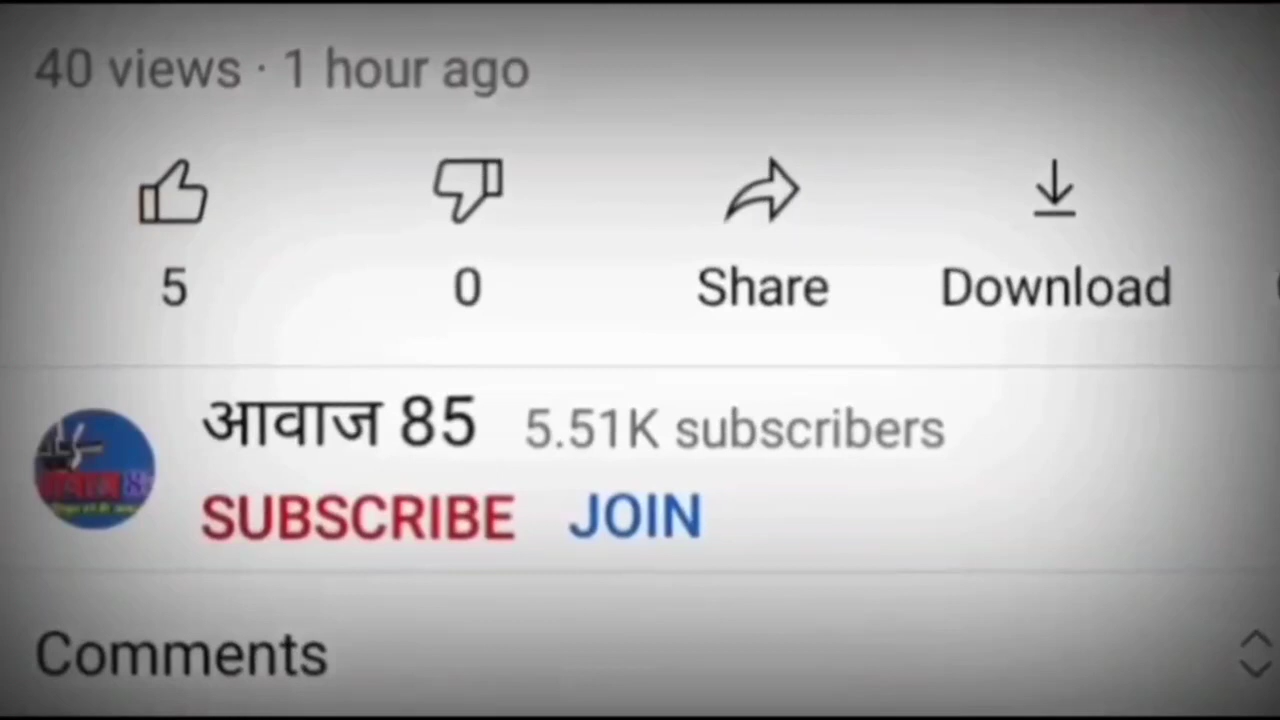 40 views · 1 hour ago
5 0 Share Download
आवाज 85 5.51K subscribers
SUBSCRIBE JOIN
Comments